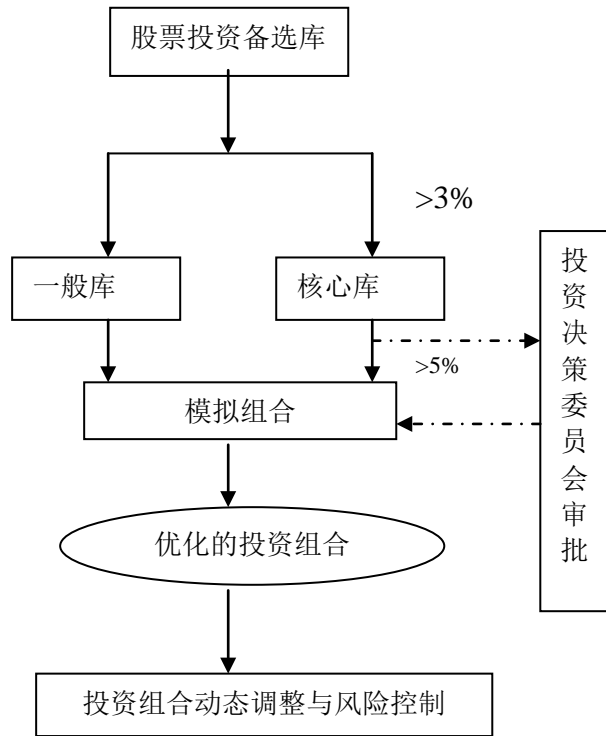 股票投资备选库
>3%
一般库
核心库
投资决策委员会审批
>5%
模拟组合
优化的投资组合
投资组合动态调整与风险控制